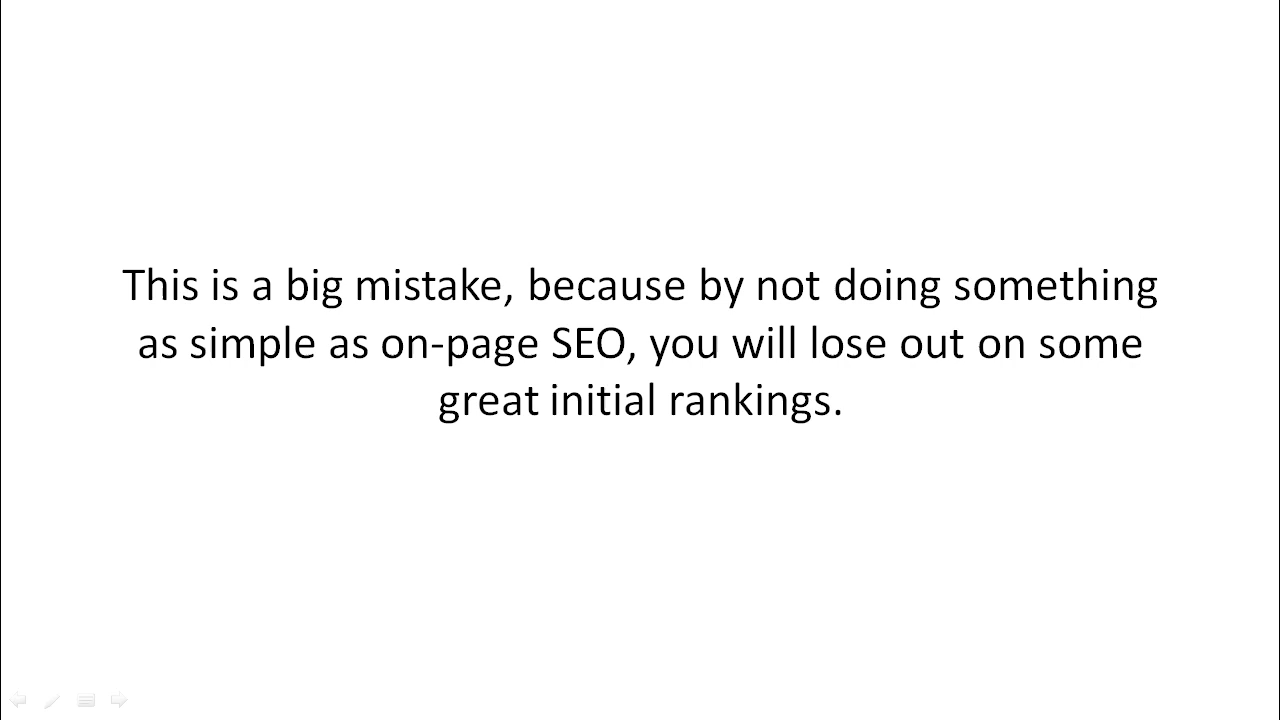 This is a big mistake, because by not doing something
as simple as on-page SEO, you will lose out on some
great initial rankings.